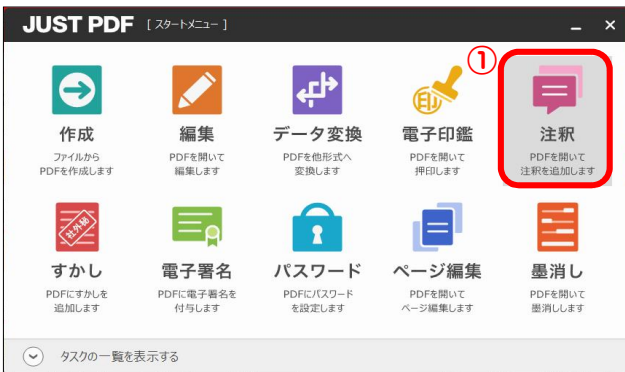 JUST PDF [ スタートメニュー ]
①
作成
ファイルから
PDFを作成します
編集
PDFを開いて
編集します
データ変換
PDFを他形式へ
変換します
印
電子印鑑
PDFを開いて
押印します
注釈
PDFを開いて
注釈を追加します
社外秘
すかし
PDFにすかしを
追加します
電子署名
PDFに電子署名を
付与します
パスワード
PDFにパスワード
を設定します
ページ編集
PDFを開いて
ページ編集します
墨消し
PDFを開いて
墨消しします
タスクの一覧を表示する